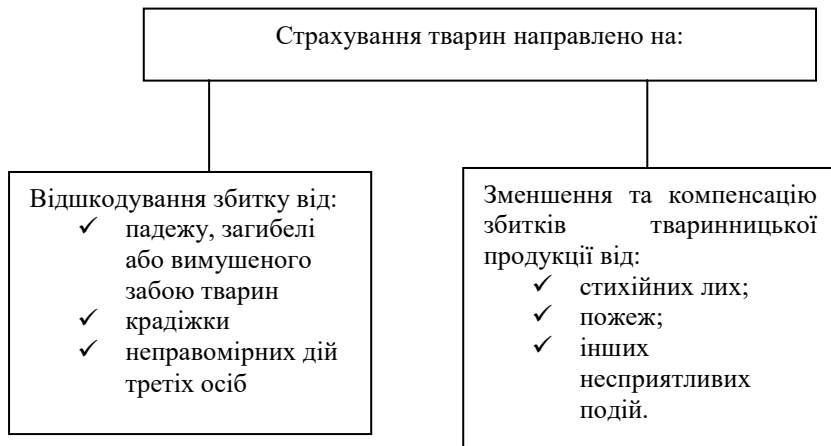 Страхування тварин направлено на:
Відшкодування збитку від:
✓ падежу, загибелі
або вимушеного
забою тварин
✓ крадіжки
✓ неправомірних дій
третіх осіб
Зменшення та компенсацію
збитків тваринницької
продукції від:
✓ стихійних лих;
✓ пожеж;
✓ інших
несприятливих
подій.